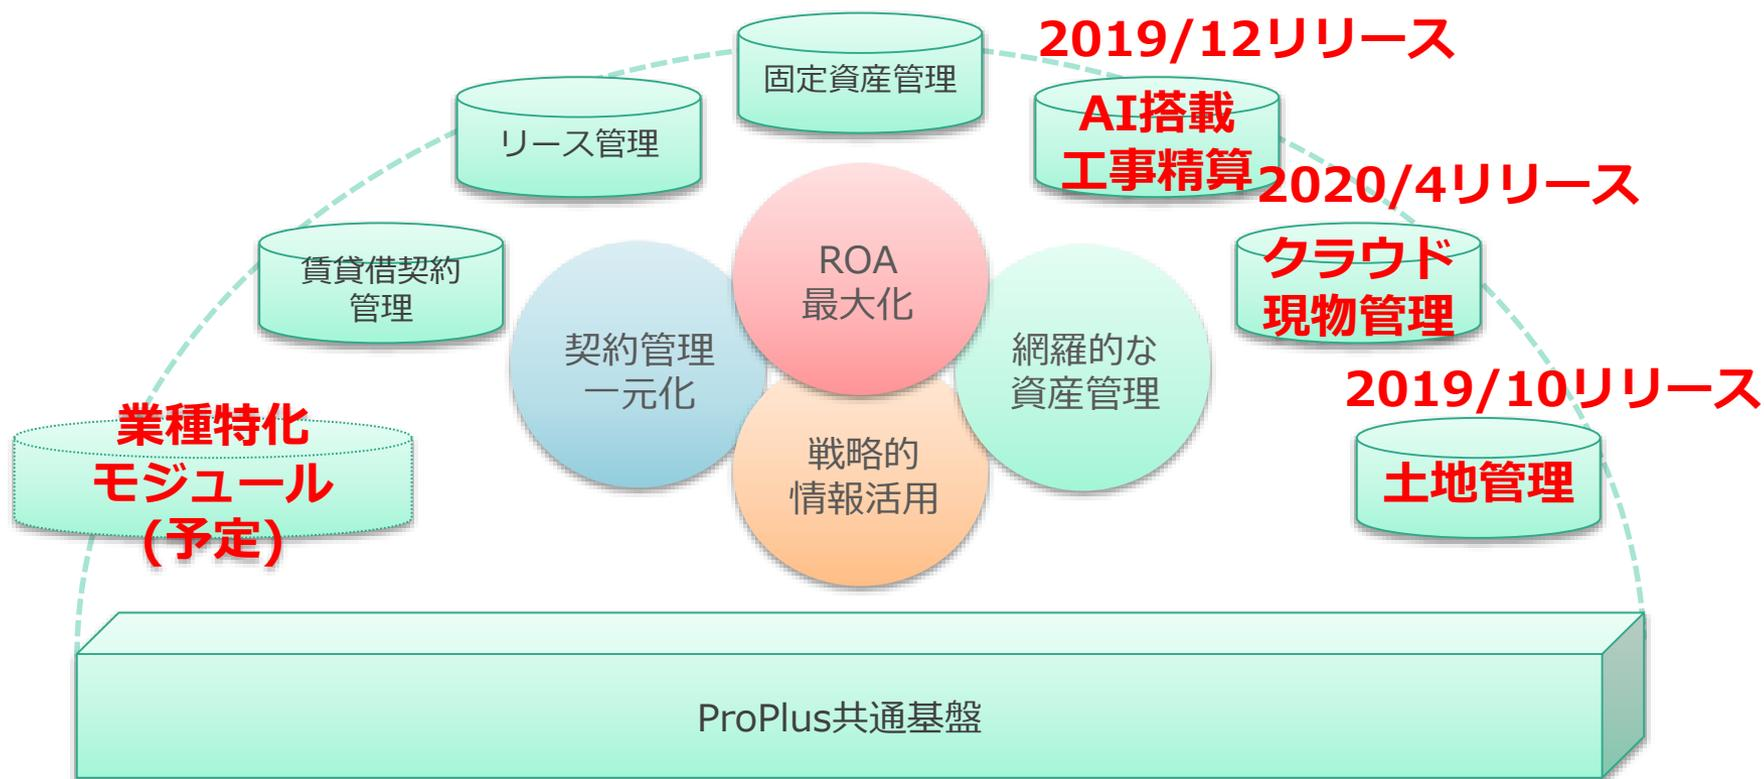 2019/12リリース
固定資産管理
AI搭載
工事精算
リース管理
2020/4リリース
クラウド
現物管理
賃貸借契約
管理
ROA
最大化
契約管理
一元化
網羅的な
資産管理
戦略的
情報活用
2019/10リリース
土地管理
業種特化
モジュール
(予定)
ProPlus共通基盤